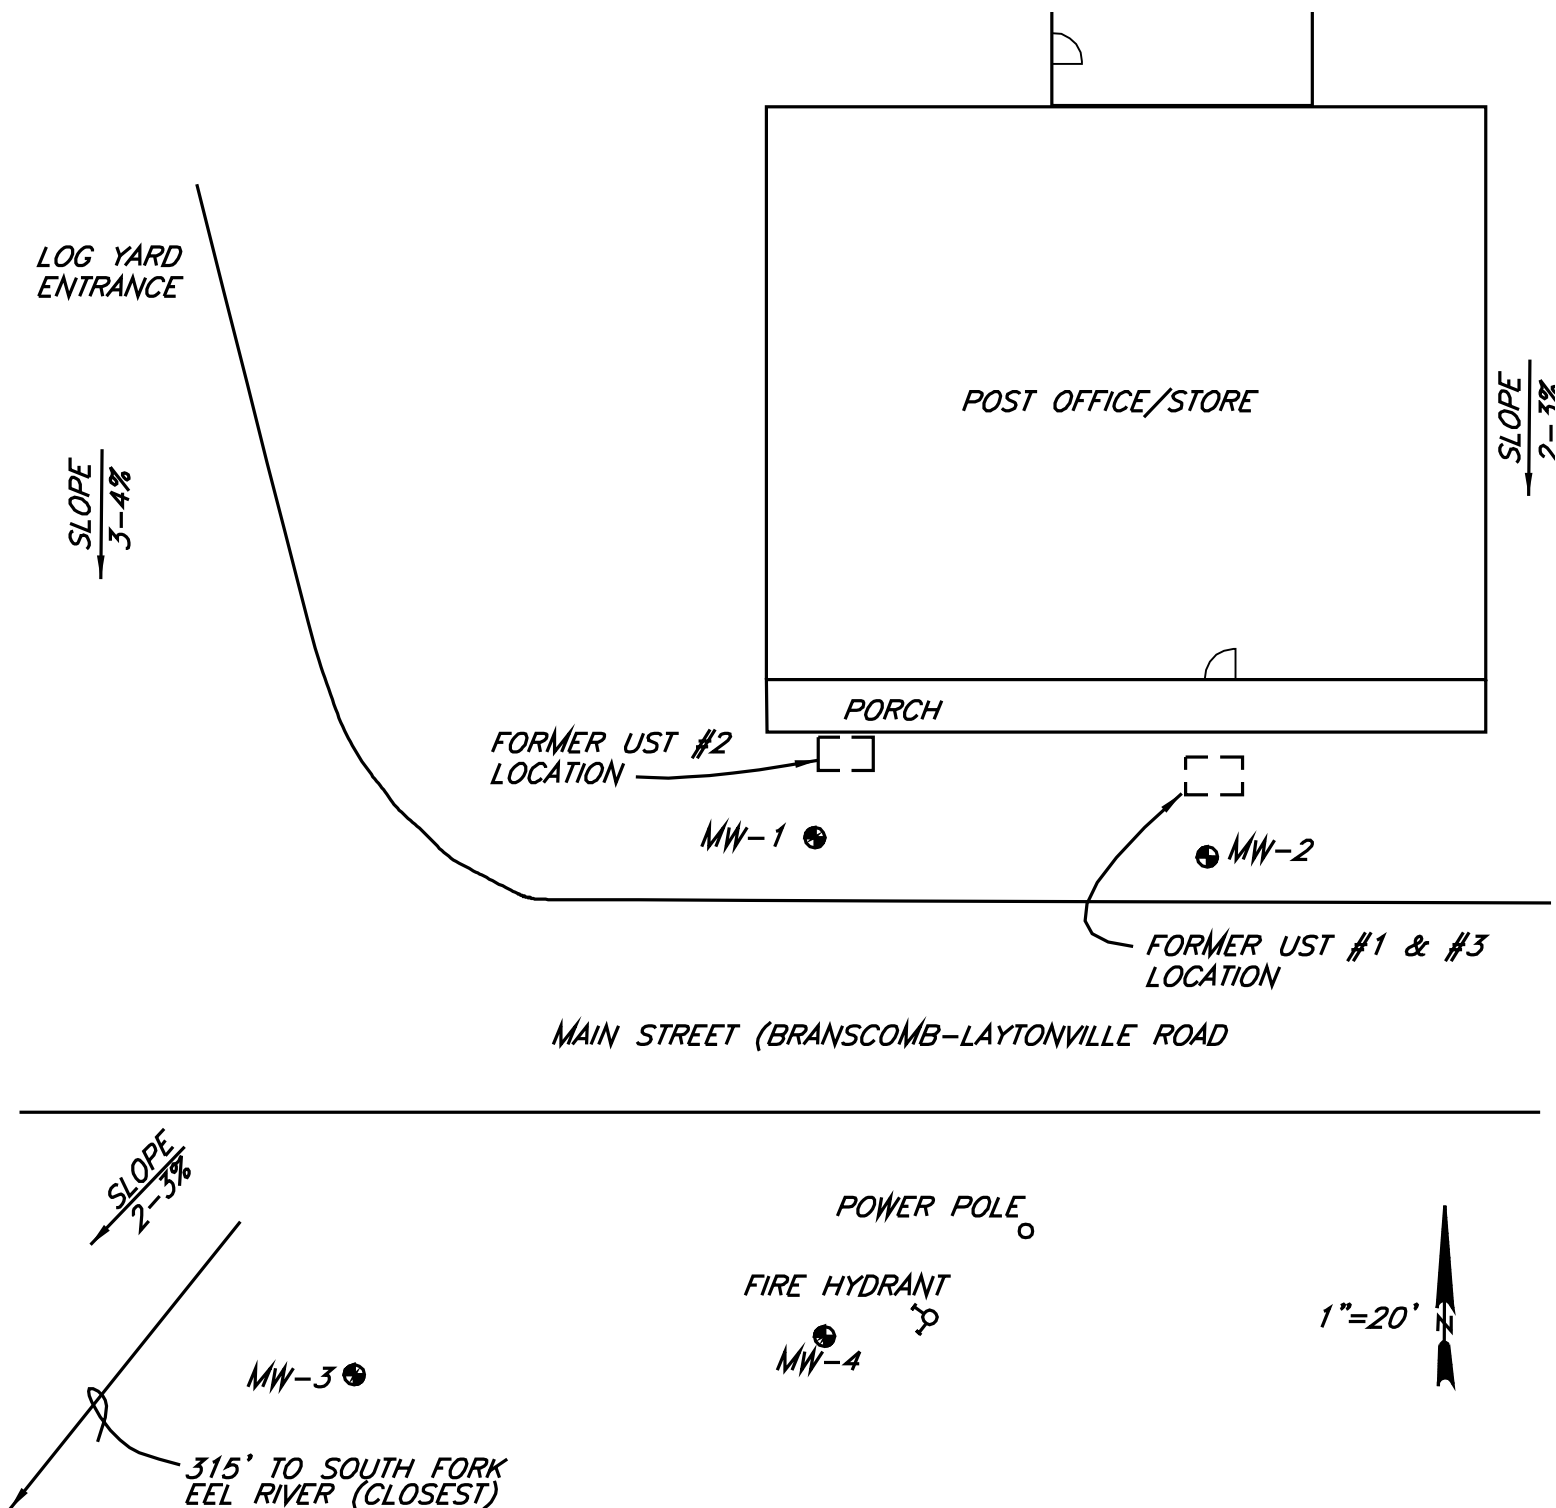 LOG YARD
ENTRANCE
POST OFFICE/STORE
SLOPE
2-3%
SLOPE
3-4%
PORCH
FORMER UST #2
LOCATION
MW-1
MW-2
FORMER UST #1 & #3
LOCATION
MAIN STREET (BRANSCOMB-LAYTONVILLE ROAD
SLOPE
2-3%
POWER POLE
FIRE HYDRANT
1"=20'
N
MW-4
MW-3
315' TO SOUTH FORK
EEL RIVER (CLOSEST)